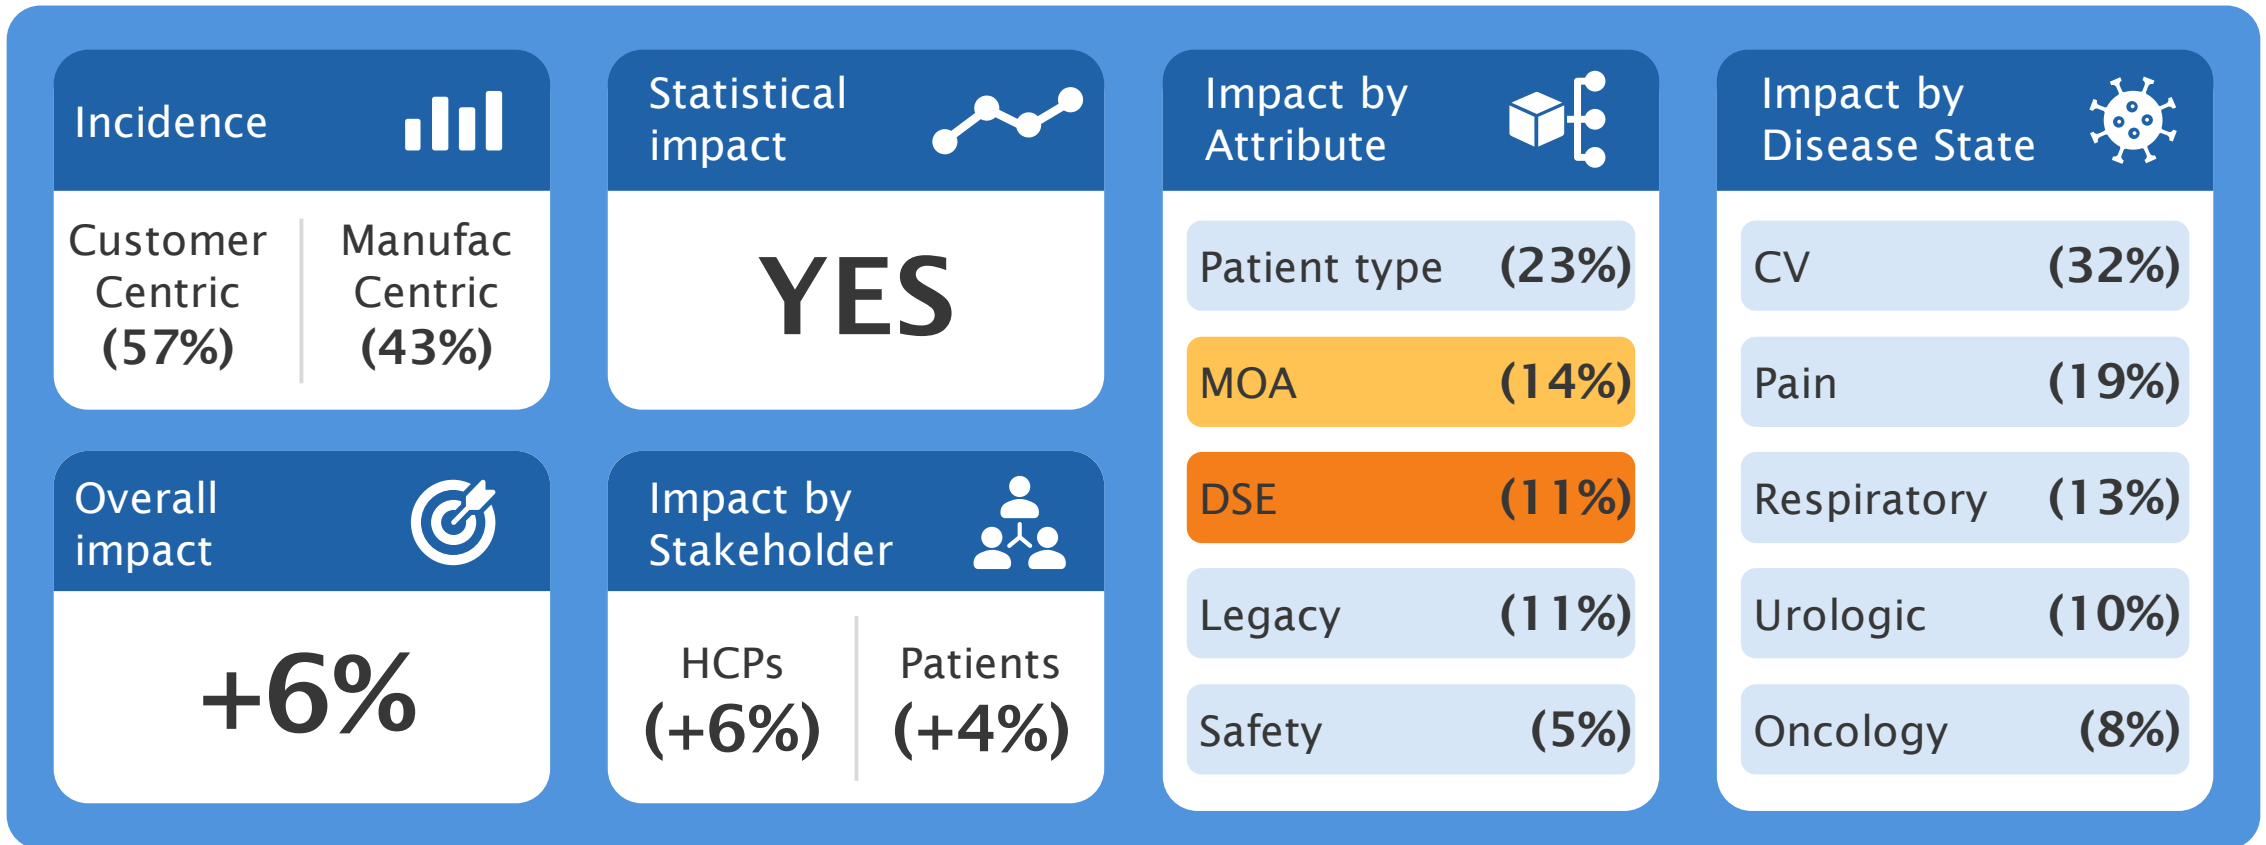 Incidence
Customer
Centric
(57%)
Manufac
Centric
(43%)
Statistical
impact
YES
Overall
impact
+6%
Impact by
Stakeholder
HCPs
(+6%)
Patients
(+4%)
Impact by
Attribute
Patient type (23%)
MOA (14%)
DSE (11%)
Legacy (11%)
Safety (5%)
Impact by
Disease State
CV (32%)
Pain (19%)
Respiratory (13%)
Urologic (10%)
Oncology (8%)